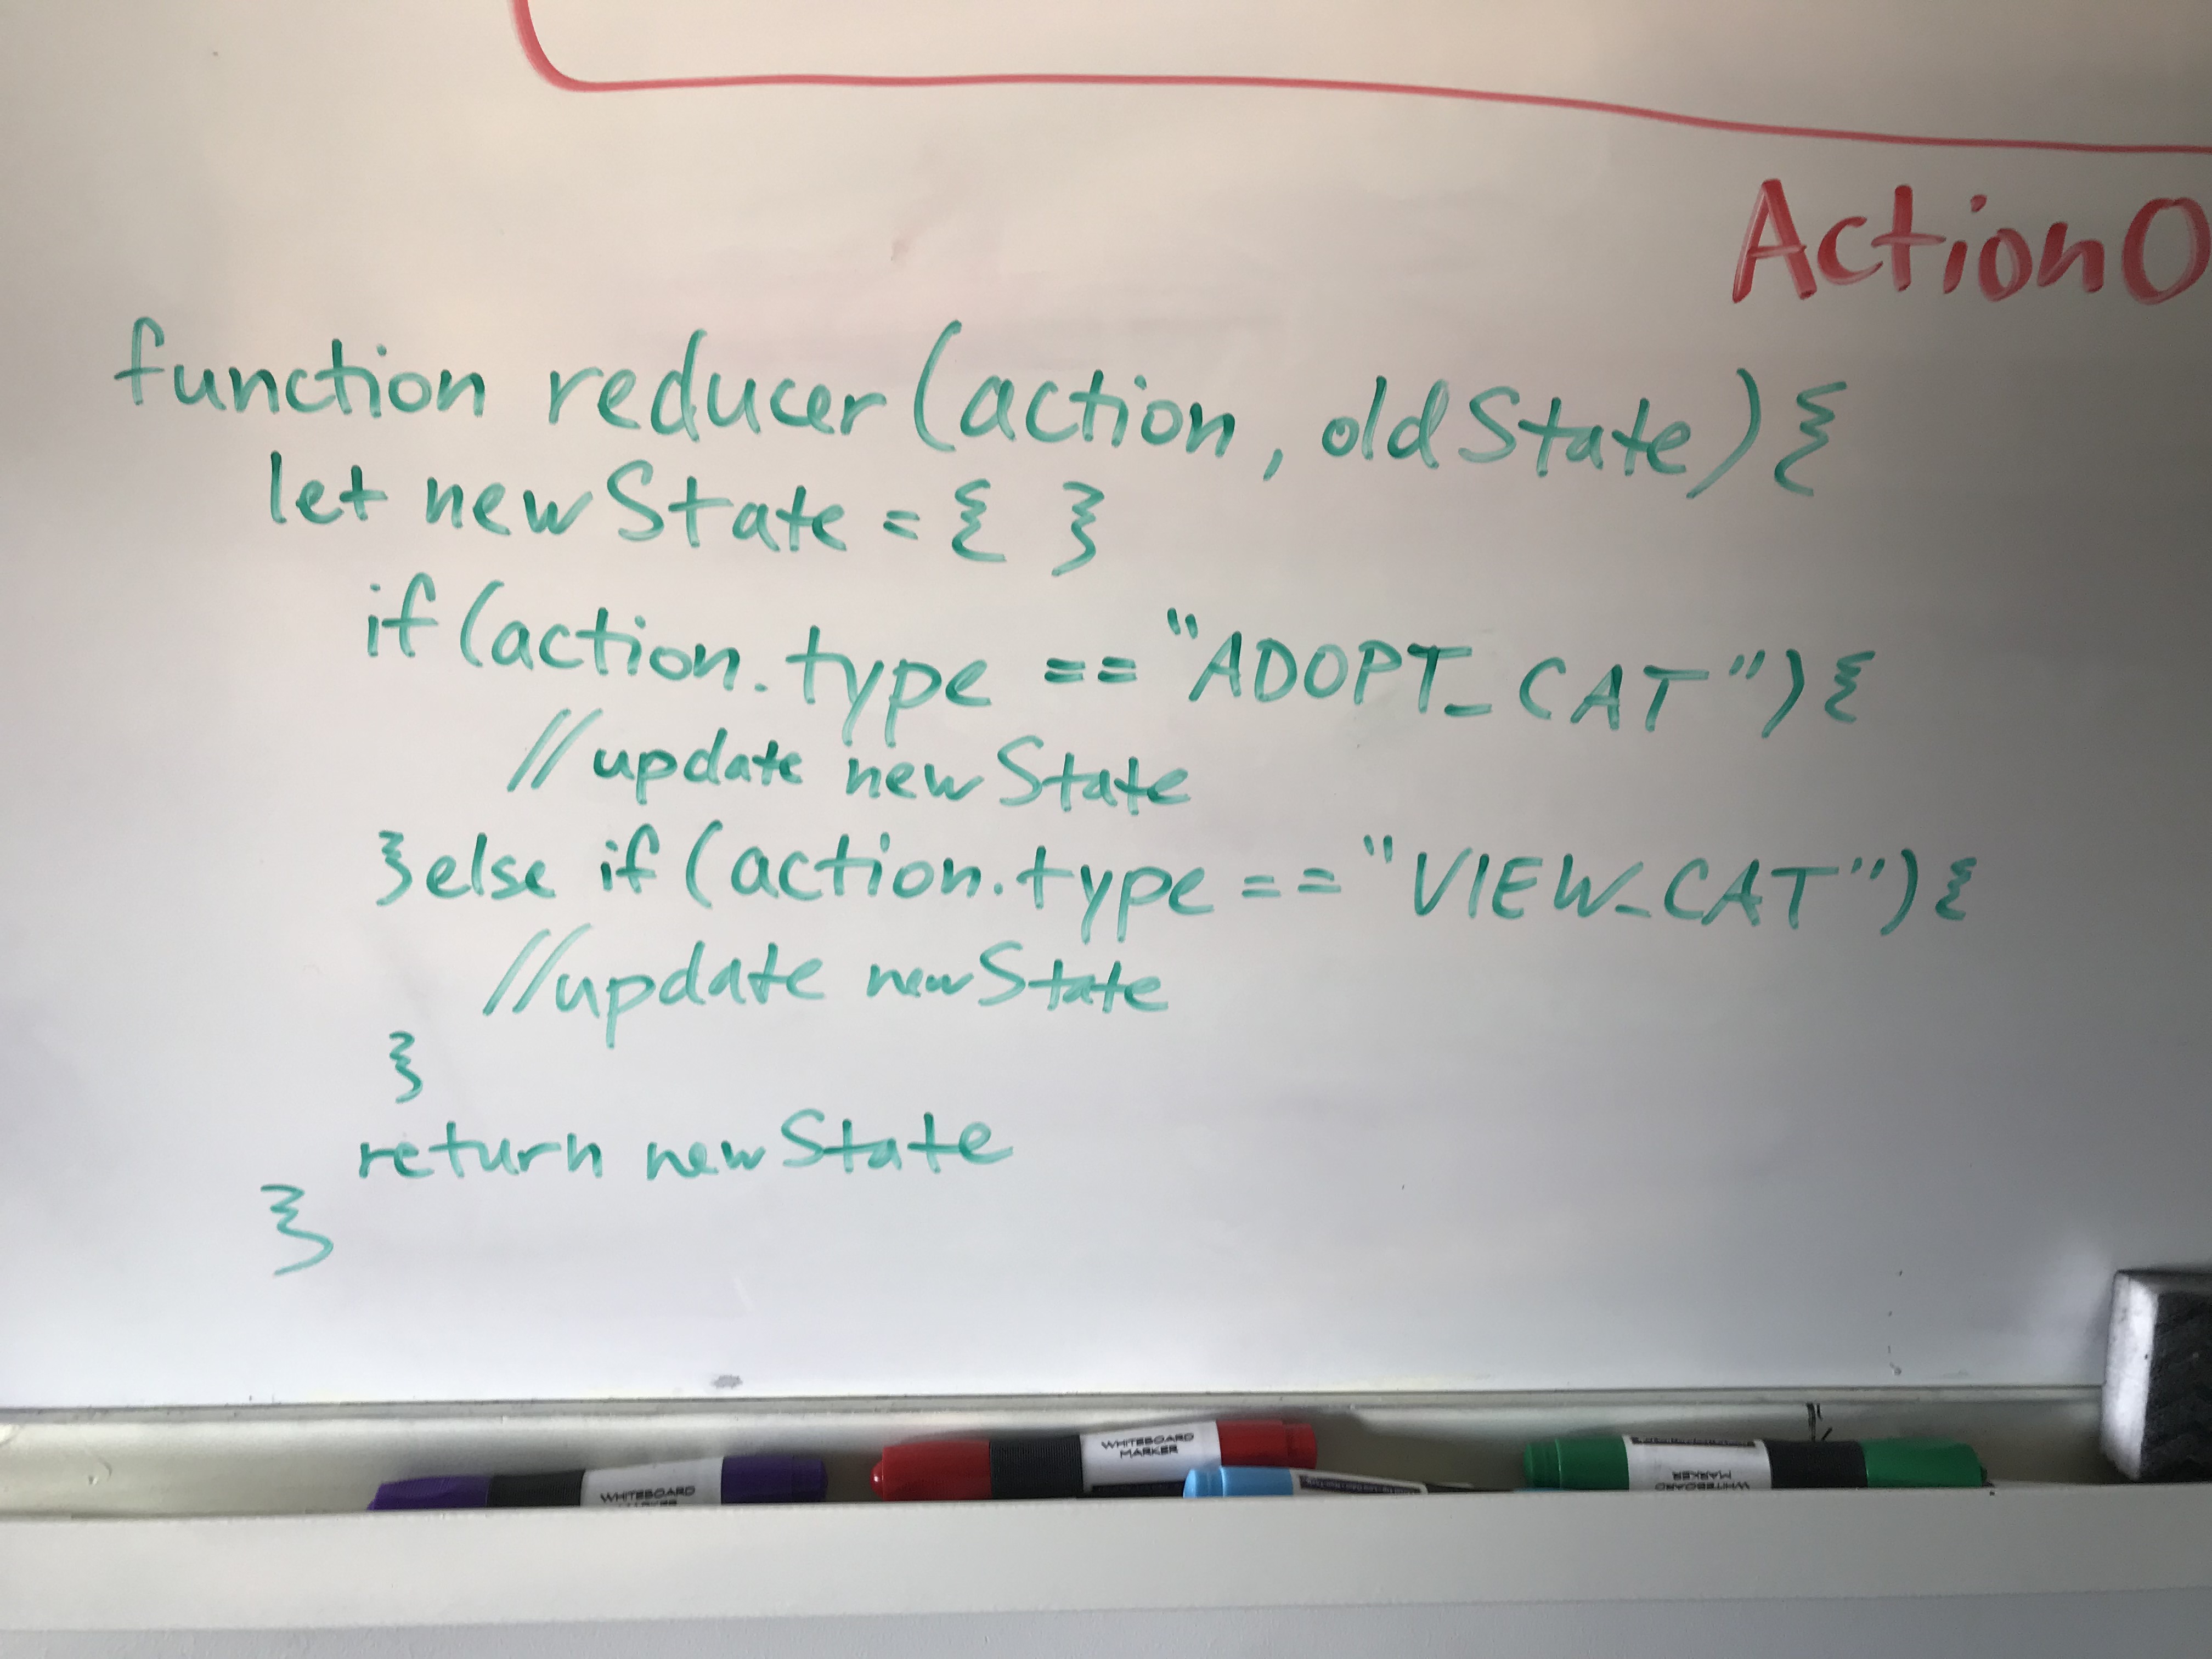 ActionO
function reducer(action, oldState){
let newState = { }
if (action.type == "ADOPT_CAT"){
//update newState
}else if (action.type == "VIEW_CAT"){
//update newState
}
return newState
}
WHITEBOARD
MARKER
WHITEBOARD
MARKER
WHITEBOARD
MARKER